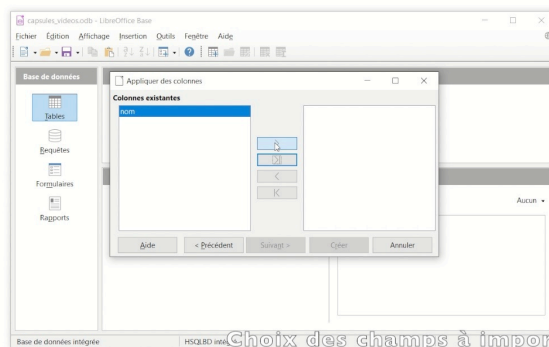 capsules_videos.odb - LibreOffice Base
Fichier Édition Affichage Insertion Outils Fenêtre Aide
Base de données
Tables
Requêtes
Formulaires
Rapports
Appliquer des colonnes
Colonnes existantes
nom
Aide < Précédent Suivant > Créer Annuler
Aucun
Base de données intégrée HSQLBD
Choix des champs à impor